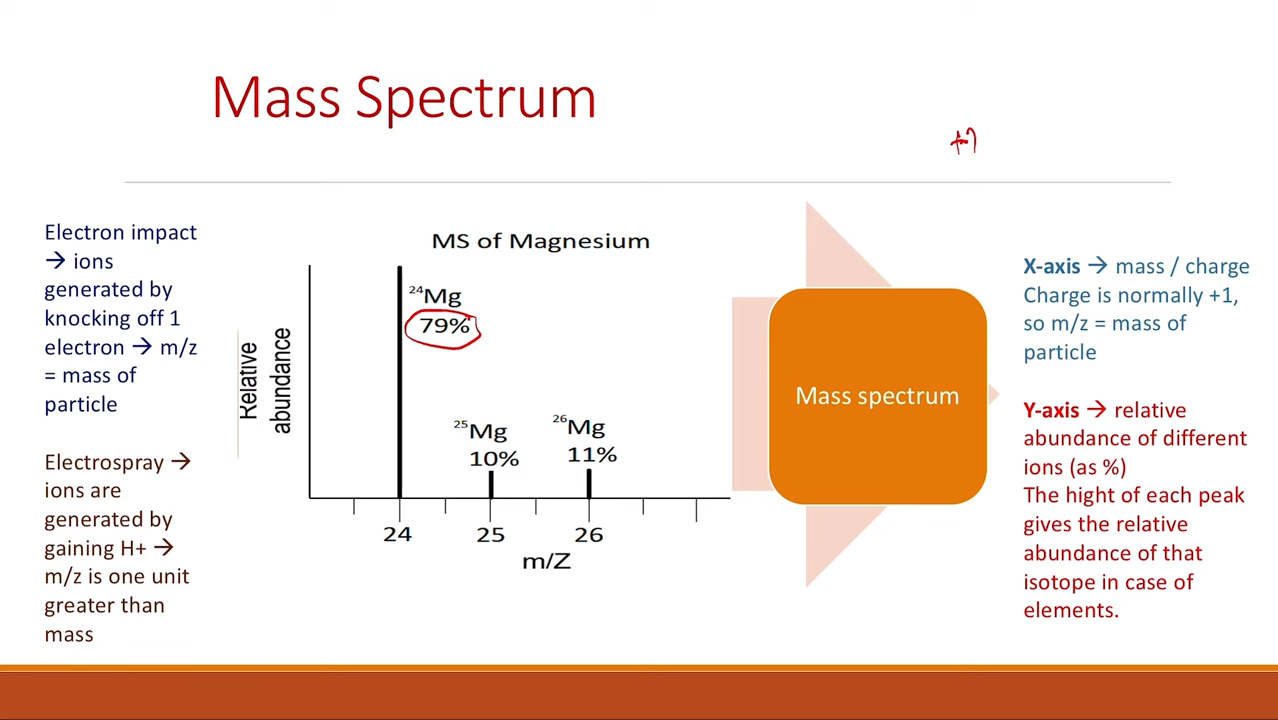 Mass Spectrum
Electron impact
→ ions
generated by
knocking off 1
electron → m/z
= mass of
particle
Electrospray →
ions are
generated by
gaining H+ →
m/z is one unit
greater than
mass
MS of Magnesium
Relative
abundance
24Mg
79%
25Mg
10%
26Mg
11%
24 25 26
m/Z
Mass spectrum
X-axis → mass / charge
Charge is normally +1,
so m/z = mass of
particle
Y-axis → relative
abundance of different
ions (as %)
The hight of each peak
gives the relative
abundance of that
isotope in case of
elements.